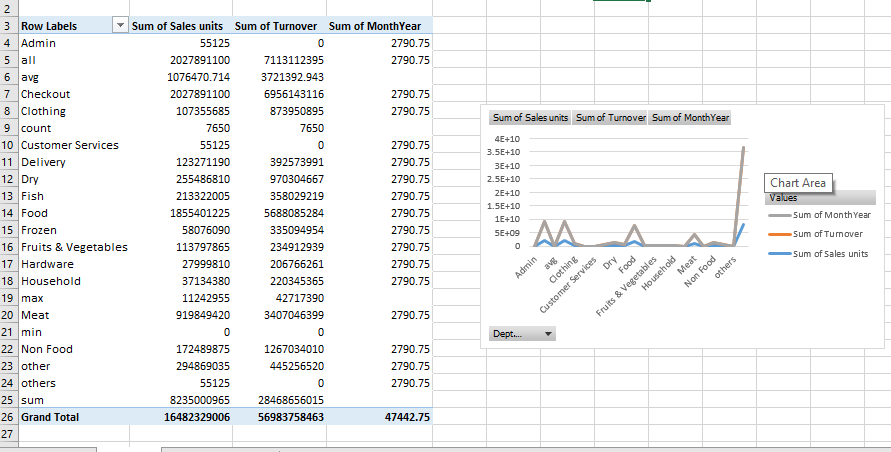 2
3 Row Labels Sum of Sales units Sum of Turnover Sum of MonthYear
4 Admin 55125 0 2790.75
5 all 2027891100 7113112395 2790.75
6 avg 1076470.714 3721392.943
7 Checkout 2027891100 6956143116 2790.75
8 Clothing 107355685 873950895 2790.75
9 count 7650 7650
10 Customer Services 55125 0 2790.75
11 Delivery 123271190 392573991 2790.75
12 Dry 255486810 970304667 2790.75
13 Fish 213322005 358029219 2790.75
14 Food 1855401225 5688085284 2790.75
15 Frozen 58076090 335094954 2790.75
16 Fruits & Vegetables 113797865 234912939 2790.75
17 Hardware 27999810 206766261 2790.75
18 Household 37134380 220345365 2790.75
19 max 11242955 42717390
20 Meat 919849420 3407046399 2790.75
21 min 0 0
22 Non Food 172489875 1267034010 2790.75
23 other 294869035 445256520 2790.75
24 others 55125 0 2790.75
25 sum 8235000965 28468656015
26 Grand Total 16482329006 56983758463 47442.75
27
Sum of Sales units Sum of Turnover Sum of MonthYear
4E+10
3.5E+10
3E+10
2.5E+10
2E+10
1.5E+10
1E+10
5E+09
0
Admin
avg
Clothing
Customer Services
Dry
Food
Fruits & Vegetables
Household
Meat
Non Food
others
Chart Area
Values
Sum of MonthYear
Sum of Turnover
Sum of Sales units
Dept....